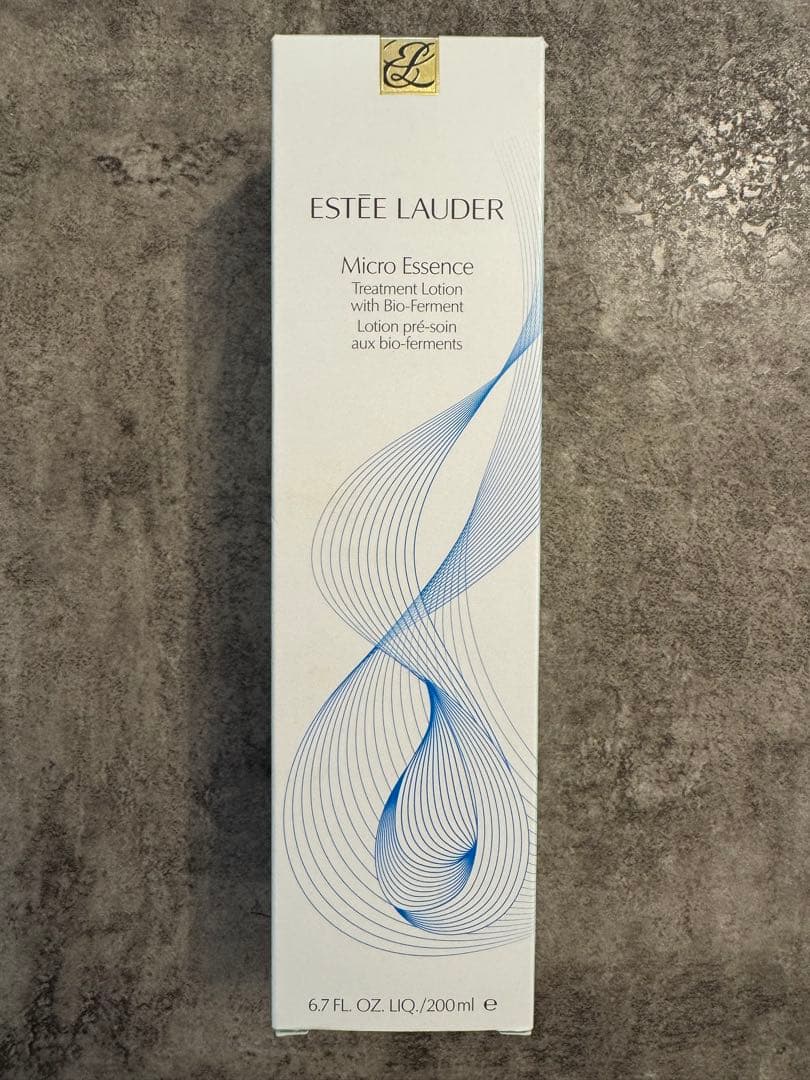 EL
ESTĒE LAUDER
Micro Essence
Treatment Lotion
with Bio-Ferment
Lotion pré-soin
aux bio-ferments
6.7 FL. OZ. LIQ./200 ml ℮